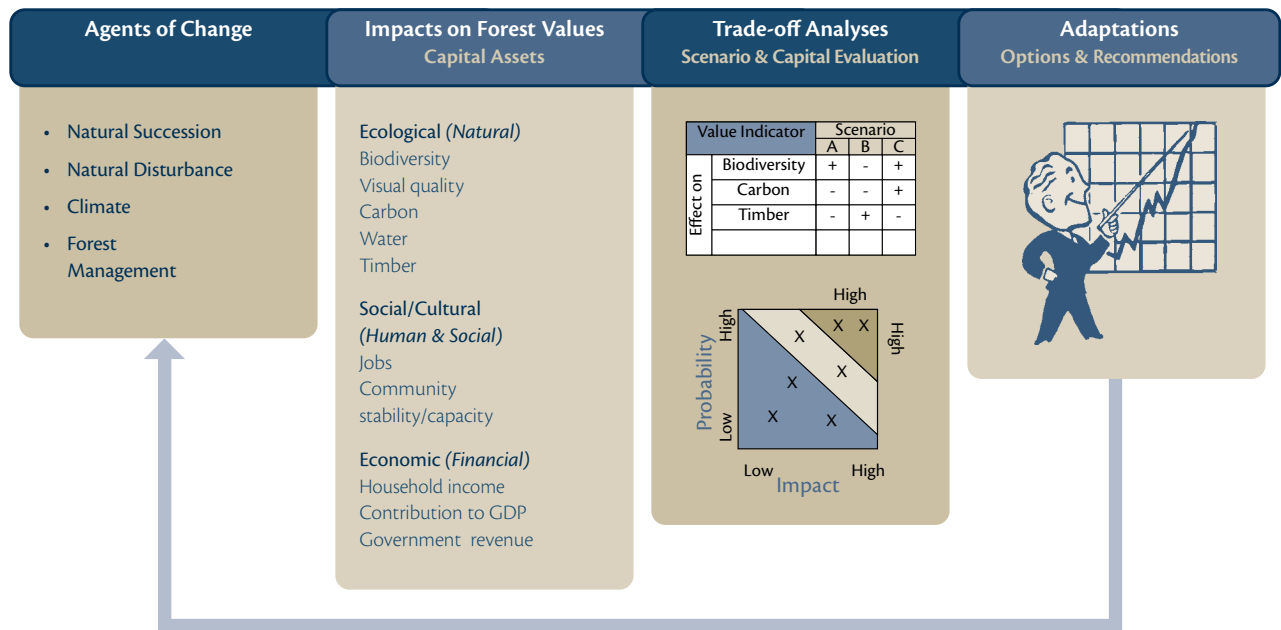 Agents of Change
• Natural Succession
• Natural Disturbance
• Climate
• Forest
Management
Impacts on Forest Values
Capital Assets
Ecological (Natural)
Biodiversity
Visual quality
Carbon
Water
Timber
Social/Cultural
(Human & Social)
Jobs
Community
stability/capacity
Economic (Financial)
Household income
Contribution to GDP
Government revenue
Trade-off Analyses
Scenario & Capital Evaluation
Value Indicator Scenario
A B C
Effect on
Biodiversity + - +
Carbon - - +
Timber - + -
High
High
High
Probability
Low
X X
X
X
X
X
X
Low High
Impact
Adaptations
Options & Recommendations